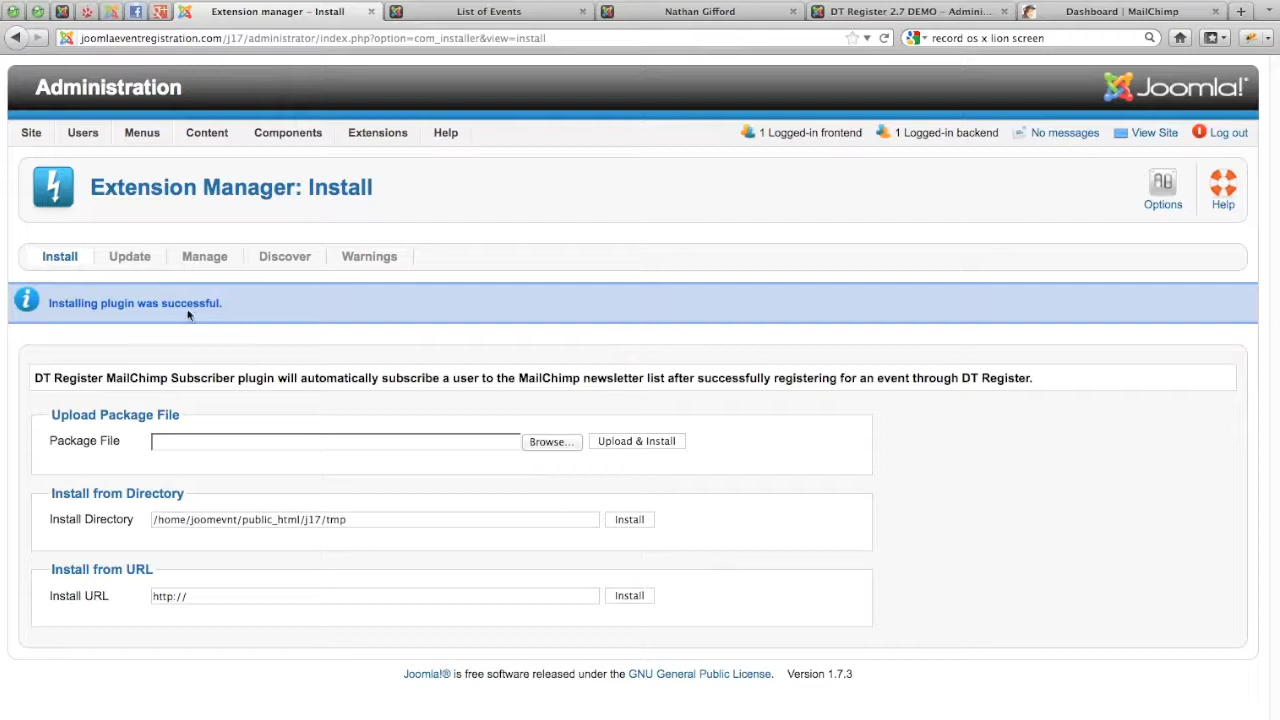 Extension manager – Install
List of Events
Nathan Gifford
DT Register 2.7 DEMO – Admini...
Dashboard | MailChimp
joomlaeventregistration.com/j17/administrator/index.php?option=com_installer&view=install
record os x lion screen
Administration
Joomla!®
Site
Users
Menus
Content
Components
Extensions
Help
1 Logged-in frontend
1 Logged-in backend
No messages
View Site
Log out
Extension Manager: Install
Options
Help
Install
Update
Manage
Discover
Warnings
Installing plugin was successful.
DT Register MailChimp Subscriber plugin will automatically subscribe a user to the MailChimp newsletter list after successfully registering for an event through DT Register.
Upload Package File
Package File
Browse...
Upload & Install
Install from Directory
Install Directory
/home/joomevnt/public_html/j17/tmp
Install
Install from URL
Install URL
http://
Install
Joomla!® is free software released under the GNU General Public License. Version 1.7.3